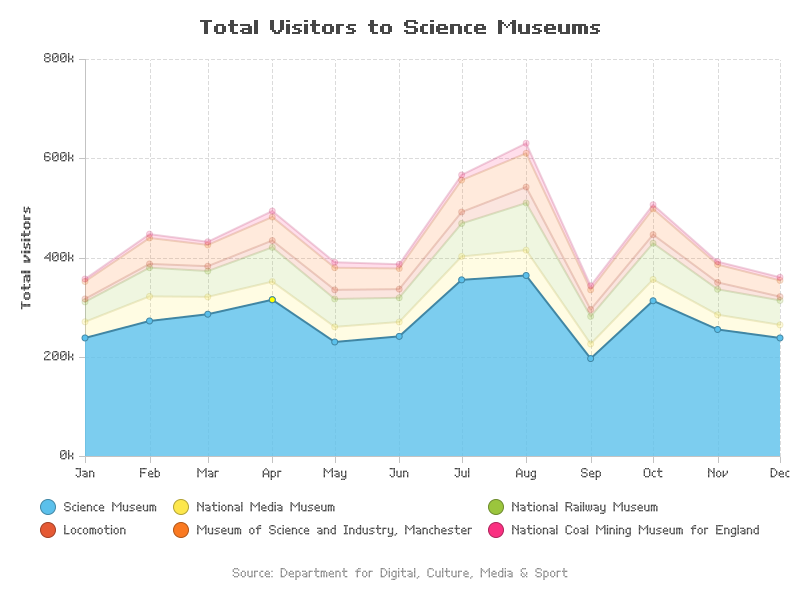 Total Visitors to Science Museums
800k
600k
400k
200k
0k
Total visitors
Jan Feb Mar Apr May Jun Jul Aug Sep Oct Nov Dec
Science Museum National Media Museum National Railway Museum
Locomotion Museum of Science and Industry, Manchester National Coal Mining Museum for England
Source: Department for Digital, Culture, Media & Sport